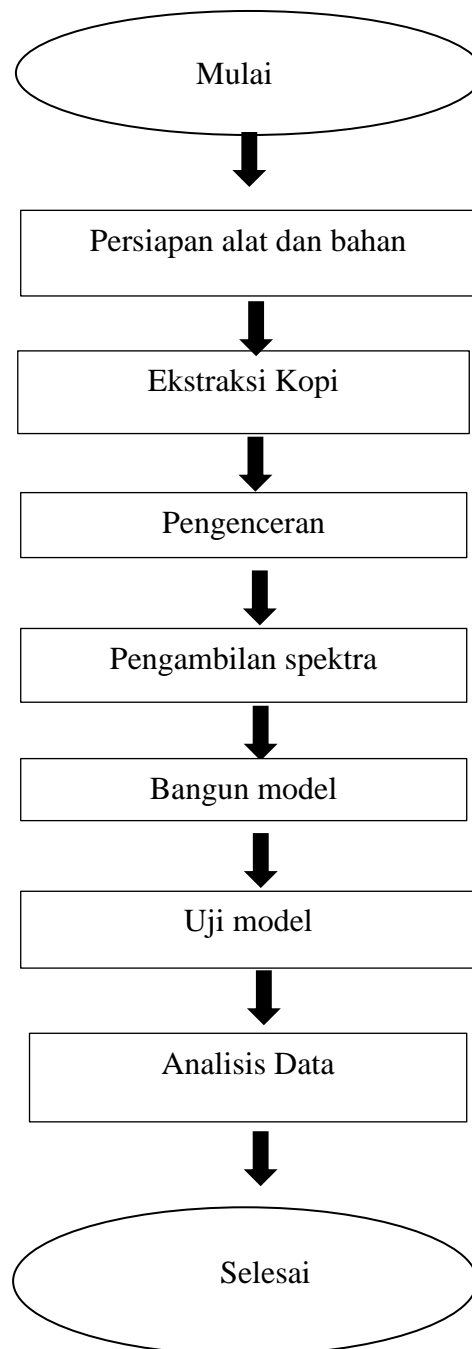 Mulai
Persiapan alat dan bahan
Ekstraksi Kopi
Pengenceran
Pengambilan spektra
Bangun model
Uji model
Analisis Data
Selesai